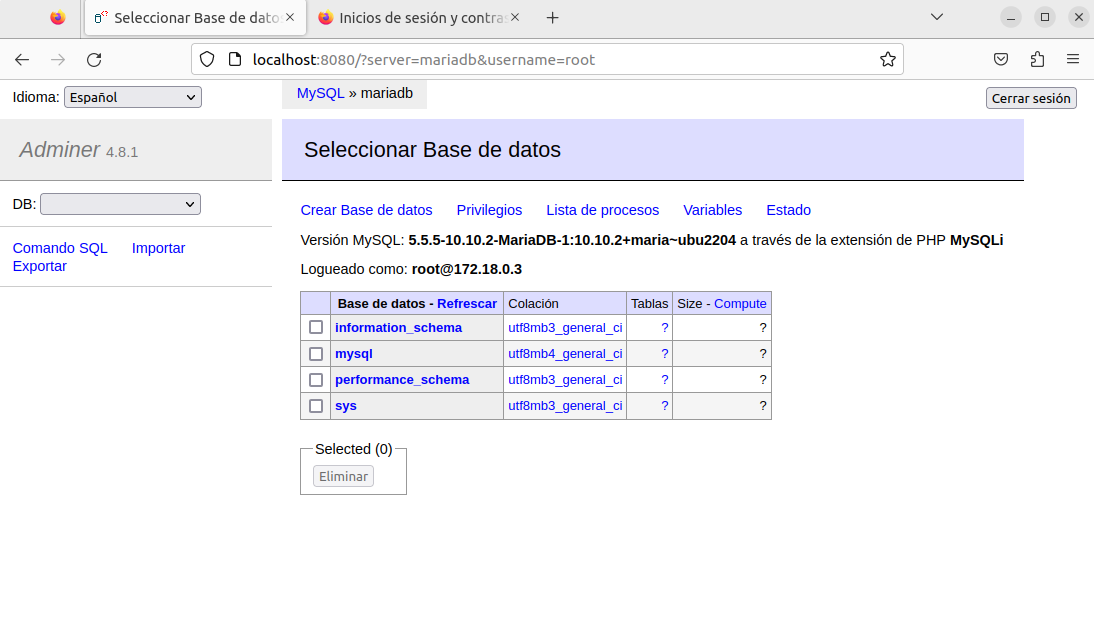 Seleccionar Base de dato
Inicios de sesión y contra
localhost:8080/?server=mariadb&username=root
Idioma: Español
MySQL » mariadb
Cerrar sesión
Adminer 4.8.1
Seleccionar Base de datos
DB:
Crear Base de datos Privilegios Lista de procesos Variables Estado
Versión MySQL: 5.5.5-10.10.2-MariaDB-1:10.10.2+maria~ubu2204 a través de la extensión de PHP MySQLi
Comando SQL Importar
Exportar
Logueado como: root@172.18.0.3
Base de datos - Refrescar Colación Tablas Size - Compute
information_schema utf8mb3_general_ci ? ?
mysql utf8mb4_general_ci ? ?
performance_schema utf8mb3_general_ci ? ?
sys utf8mb3_general_ci ? ?
Selected (0)
Eliminar